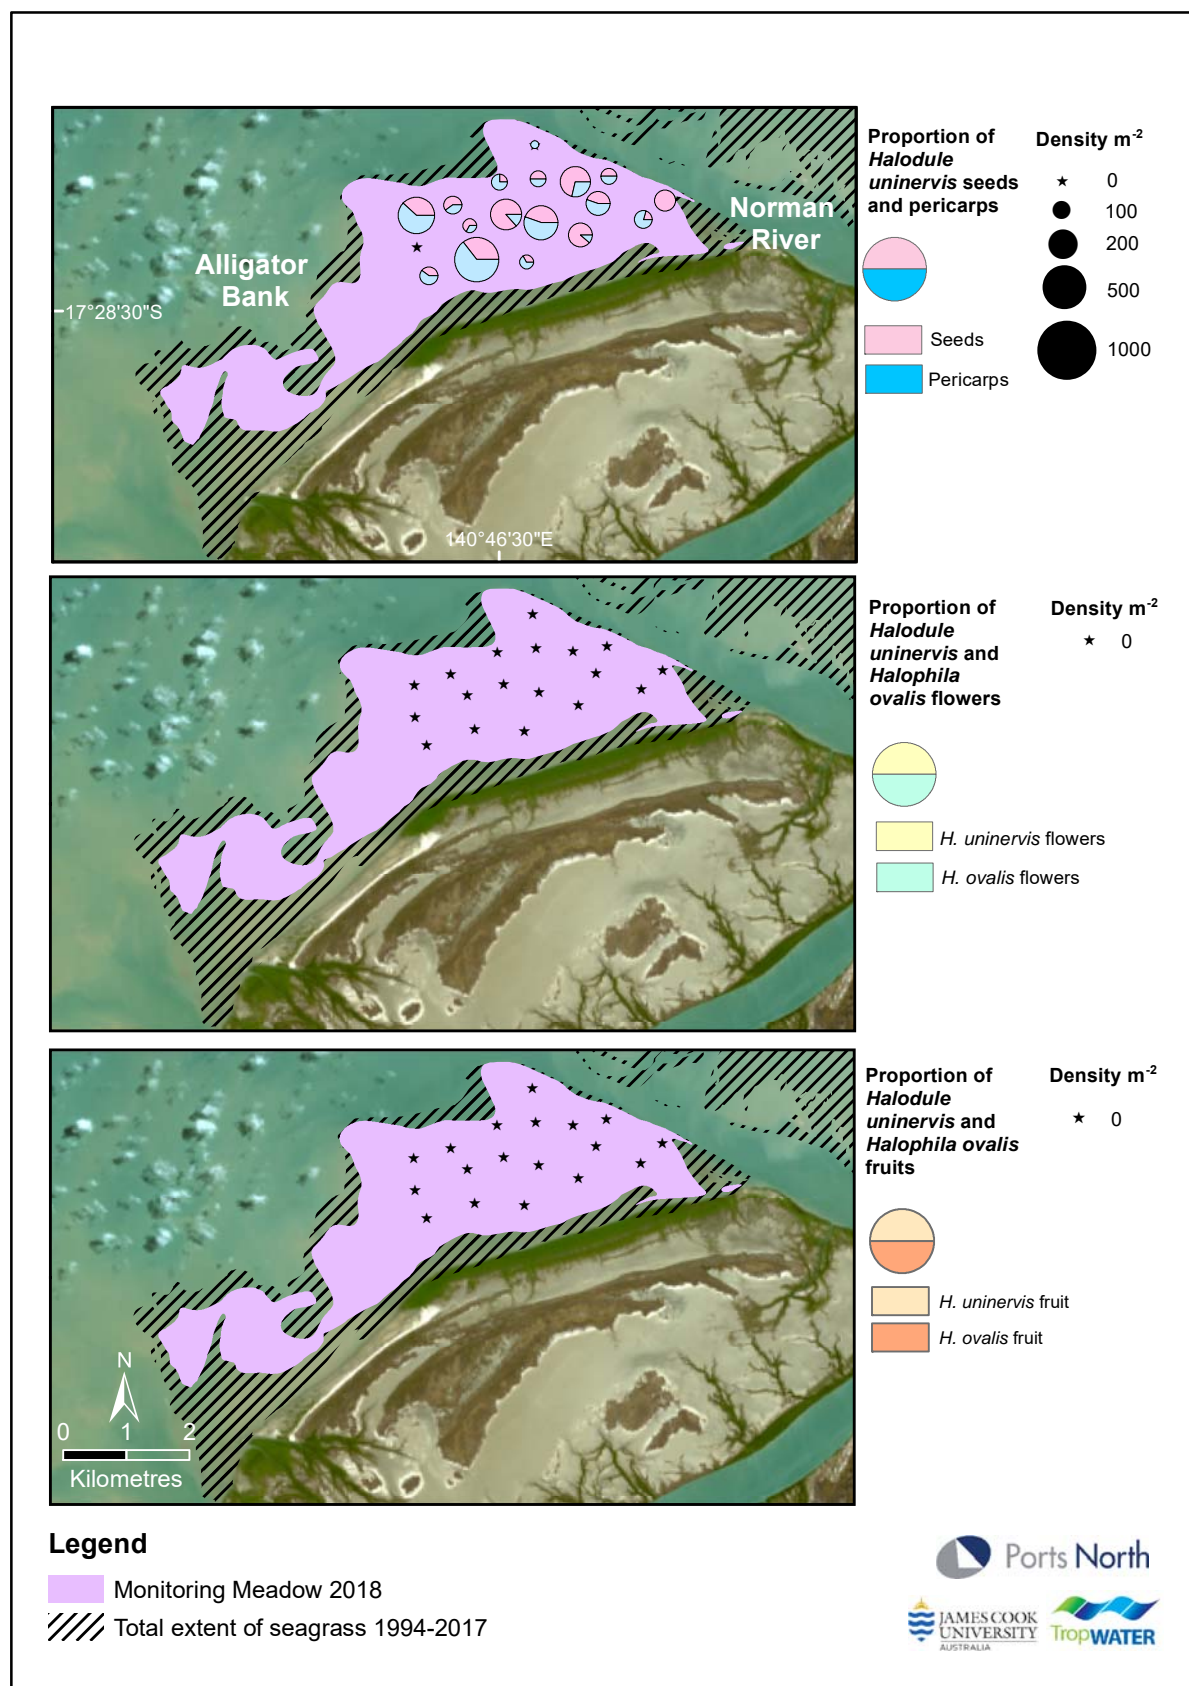 Proportion of
Halodule
uninervis seeds
and pericarps
Density m-2
0
100
200
500
1000
Seeds
Pericarps
Norman
River
Alligator
Bank
17°28'30"S
140°46'30"E
Proportion of
Halodule
uninervis and
Halophila
ovalis flowers
Density m-2
0
H. uninervis flowers
H. ovalis flowers
Proportion of
Halodule
uninervis and
Halophila ovalis
fruits
Density m-2
0
H. uninervis fruit
H. ovalis fruit
N
0 1 2
Kilometres
Legend
Monitoring Meadow 2018
Total extent of seagrass 1994-2017
Ports North
JAMES COOK
UNIVERSITY
AUSTRALIA
TropWATER